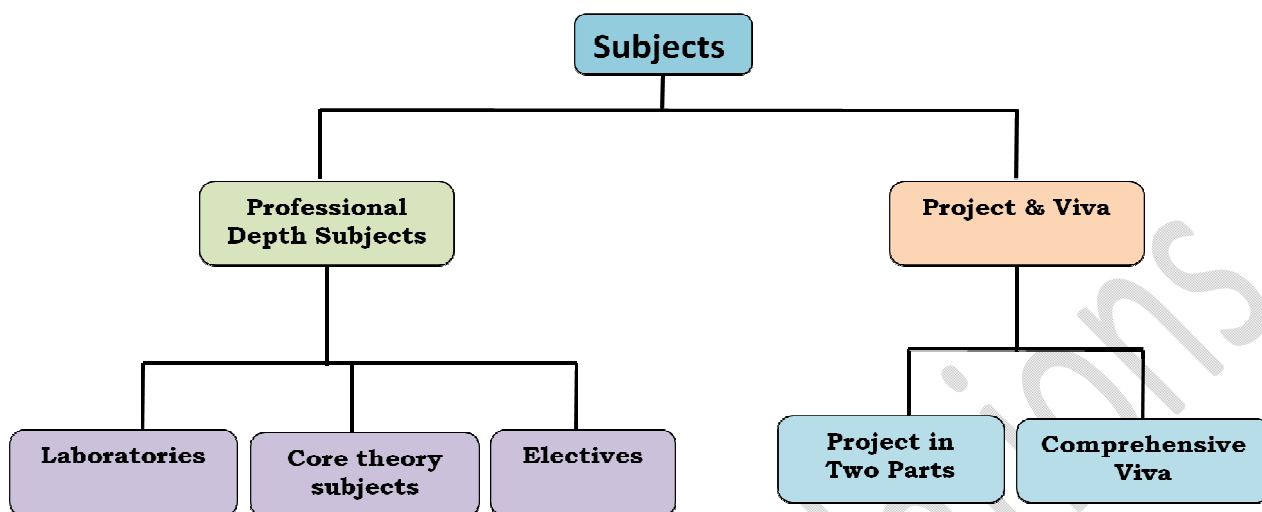 Subjects
Professional
Depth Subjects
Project & Viva
Laboratories
Core theory
subjects
Electives
Project in
Two Parts
Comprehensive
Viva